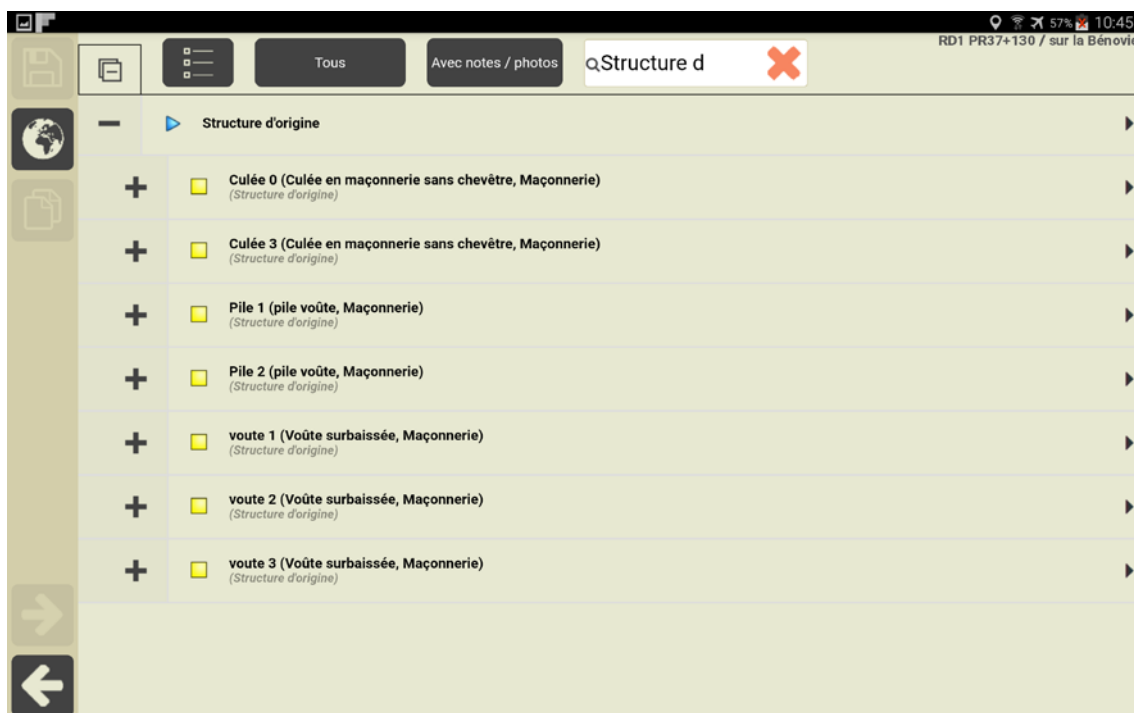 57% 10:45
RD1 PR37+130 / sur la Bénovie
Tous
Avec notes / photos
Structure d
Structure d'origine
Culée 0 (Culée en maçonnerie sans chevêtre, Maçonnerie)
(Structure d'origine)
Culée 3 (Culée en maçonnerie sans chevêtre, Maçonnerie)
(Structure d'origine)
Pile 1 (pile voûte, Maçonnerie)
(Structure d'origine)
Pile 2 (pile voûte, Maçonnerie)
(Structure d'origine)
voute 1 (Voûte surbaissée, Maçonnerie)
(Structure d'origine)
voute 2 (Voûte surbaissée, Maçonnerie)
(Structure d'origine)
voute 3 (Voûte surbaissée, Maçonnerie)
(Structure d'origine)